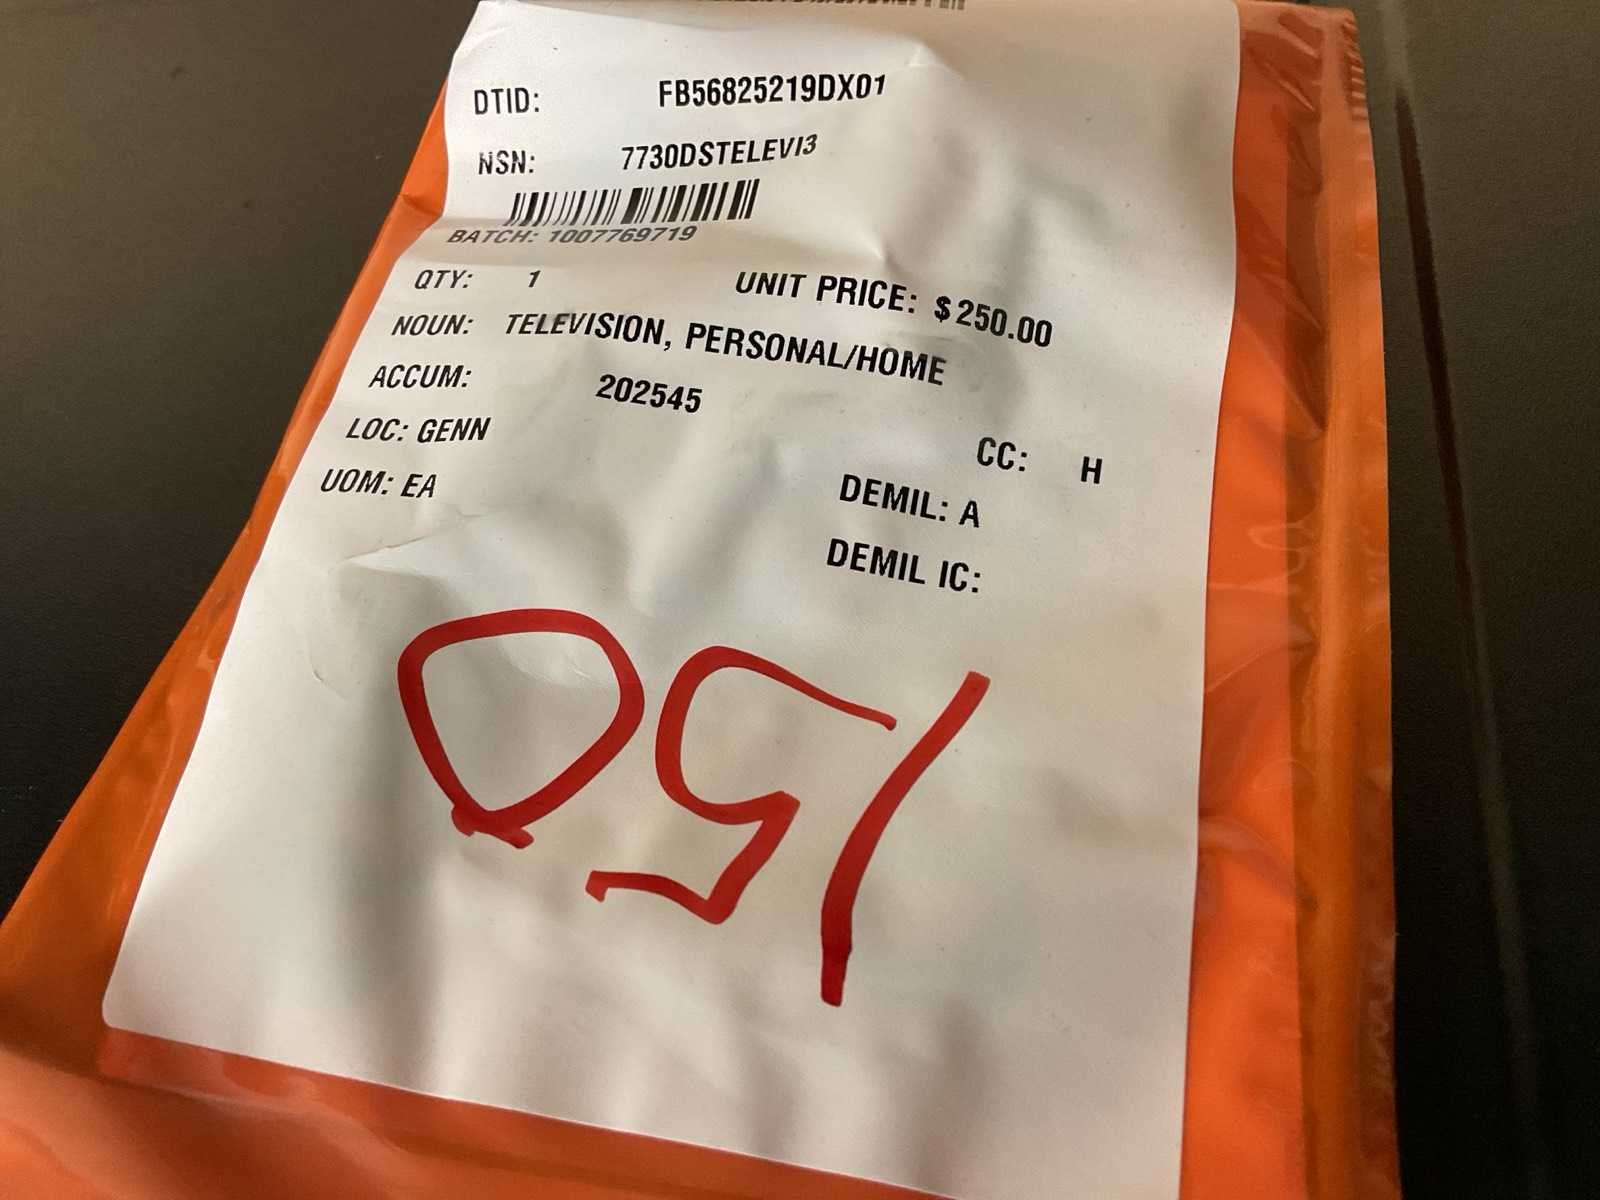 DTID: FB56825219DX01
NSN: 7730DSTELEVI3
BATCH: 1007769719
QTY: 1 UNIT PRICE: $250.00
NOUN: TELEVISION, PERSONAL/HOME
ACCUM: 202545
LOC: GENN CC: H
UOM: EA DEMIL: A
DEMIL IC:
150